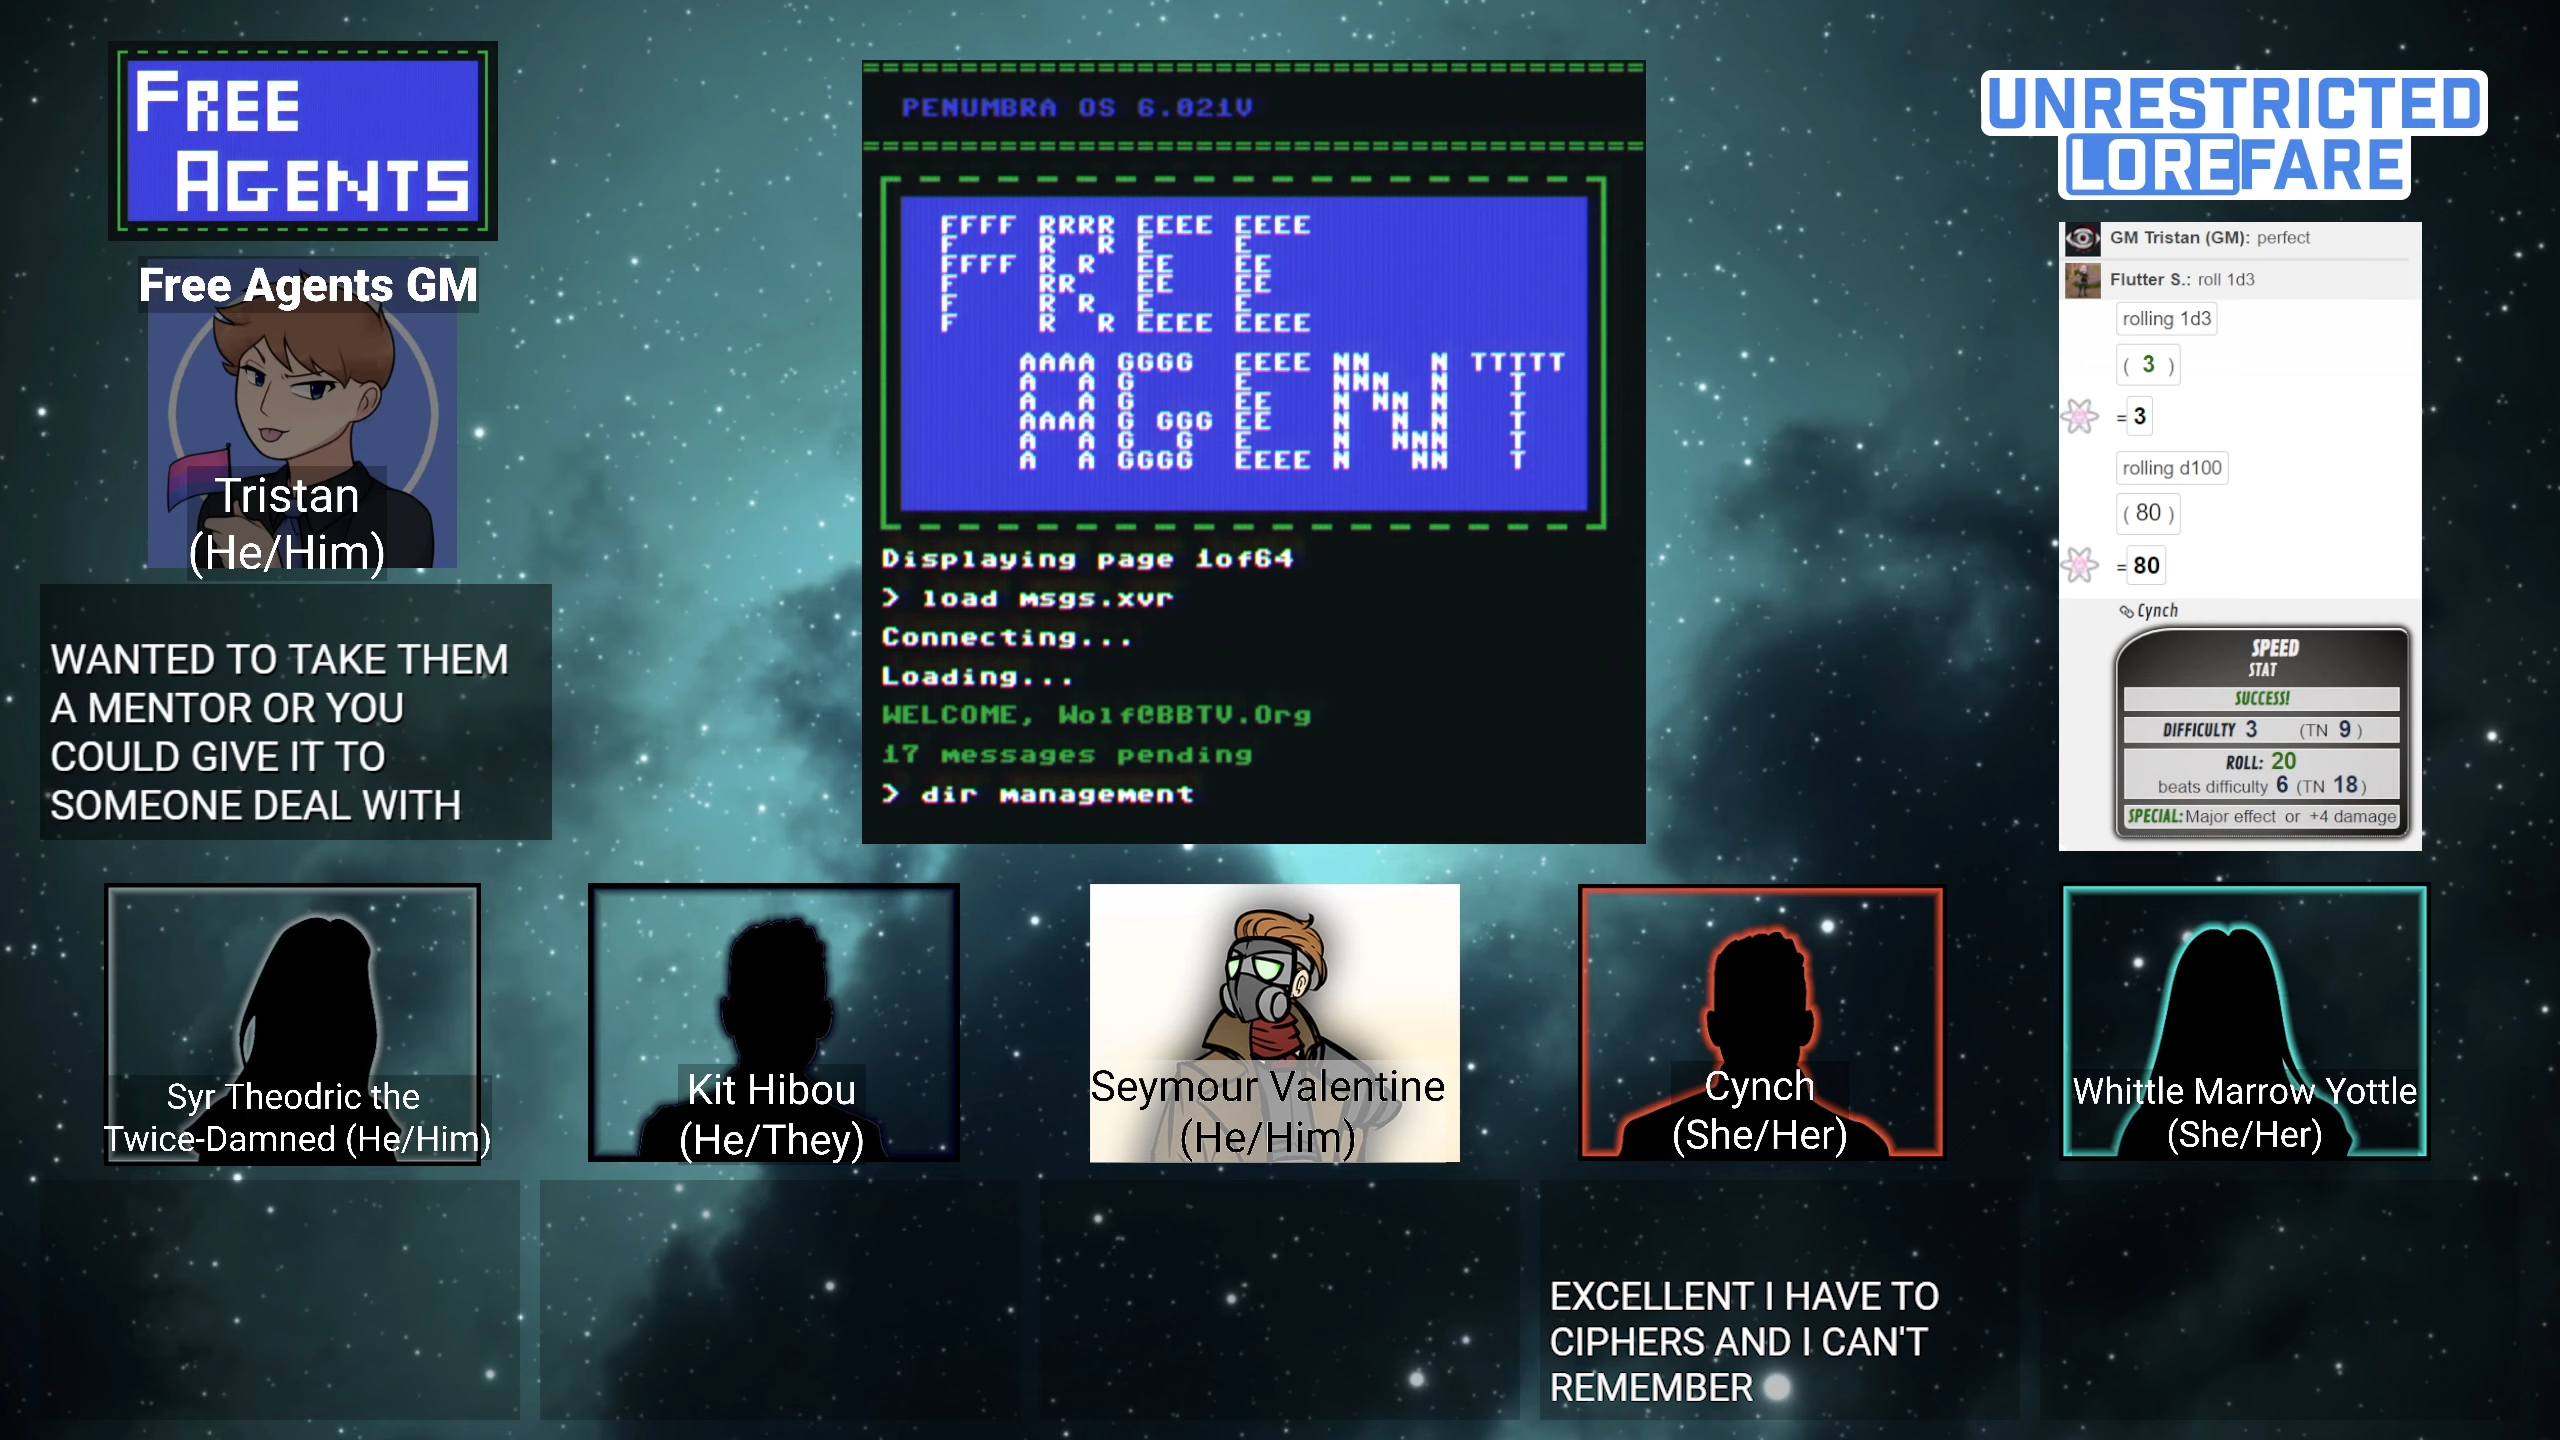 FREE
AGENTS
Free Agents GM
Tristan
(He/Him)
WANTED TO TAKE THEM
A MENTOR OR YOU
COULD GIVE IT TO
SOMEONE DEAL WITH
PENUMBRA OS 6.021V
FREE
AGENT
Displaying page 1of64
> load msgs.xvr
Connecting...
Loading...
WELCOME, Wolf@BBTV.Org
17 messages pending
> dir management
UNRESTRICTED
LOREFARE
GM Tristan (GM): perfect
Flutter S.: roll 1d3
rolling 1d3
( 3 )
= 3
rolling d100
( 80 )
= 80
Cynch
SPEED
STAT
SUCCESS!
DIFFICULTY 3 (TN 9 )
ROLL: 20
beats difficulty 6 (TN 18 )
SPECIAL: Major effect or +4 damage
Syr Theodric the
Twice-Damned (He/Him)
Kit Hibou
(He/They)
Seymour Valentine
(He/Him)
Cynch
(She/Her)
Whittle Marrow Yottle
(She/Her)
EXCELLENT I HAVE TO
CIPHERS AND I CAN'T
REMEMBER